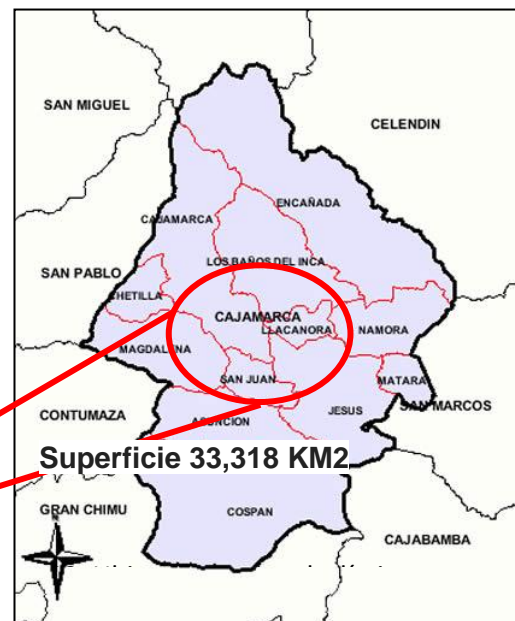 SAN MIGUEL
CELENDIN
ENCAÑADA
CAJAMARCA
SAN PABLO
LOS BAÑOS DEL INCA
CHETILLA
CAJAMARCA
LLACANORA
NAMORA
MAGDALENA
SAN JUAN
MATARA
CONTUMAZA
ASUNCION
JESUS
SAN MARCOS
Superficie 33,318 KM2
GRAN CHIMU
COSPAN
CAJABAMBA
N